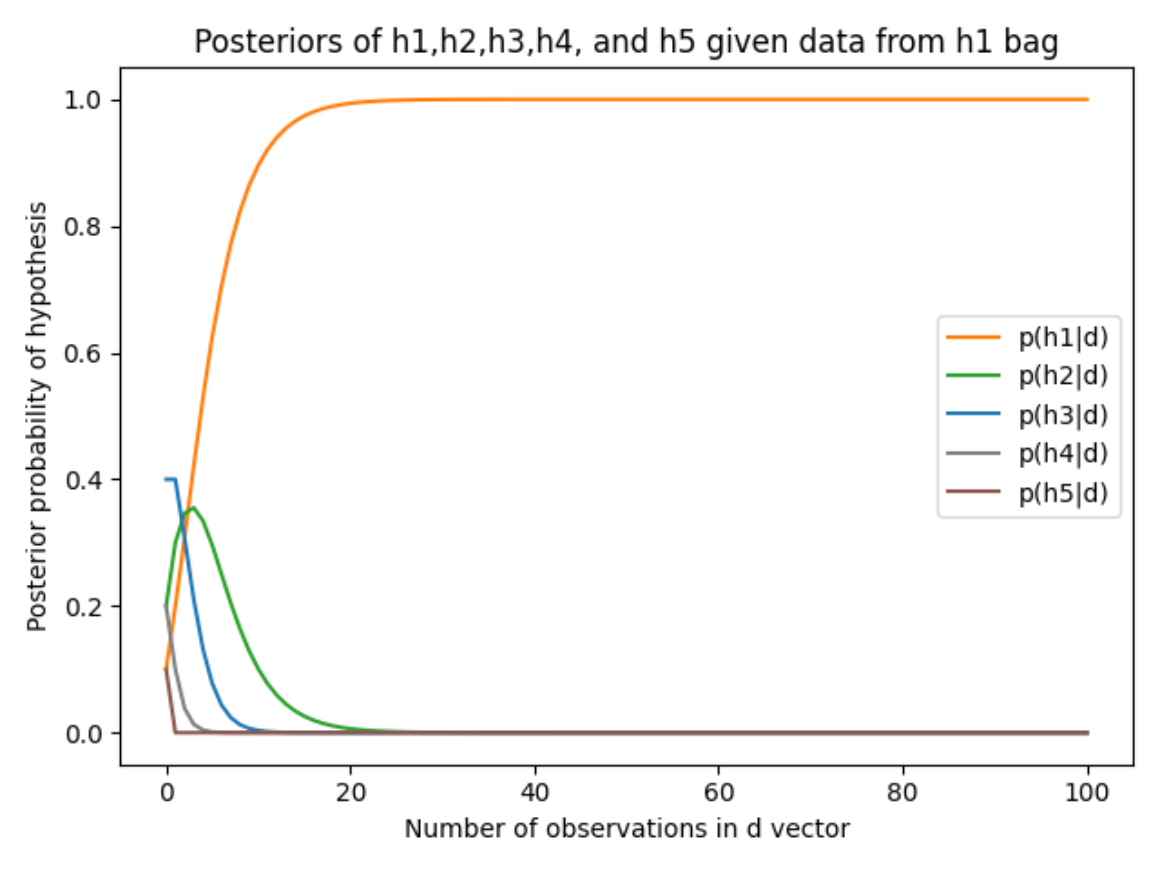 Posteriors of h1,h2,h3,h4, and h5 given data from h1 bag
Posterior probability of hypothesis
1.0
0.8
0.6
0.4
0.2
0.0
p(h1|d)
p(h2|d)
p(h3|d)
p(h4|d)
p(h5|d)
0 20 40 60 80 100
Number of observations in d vector